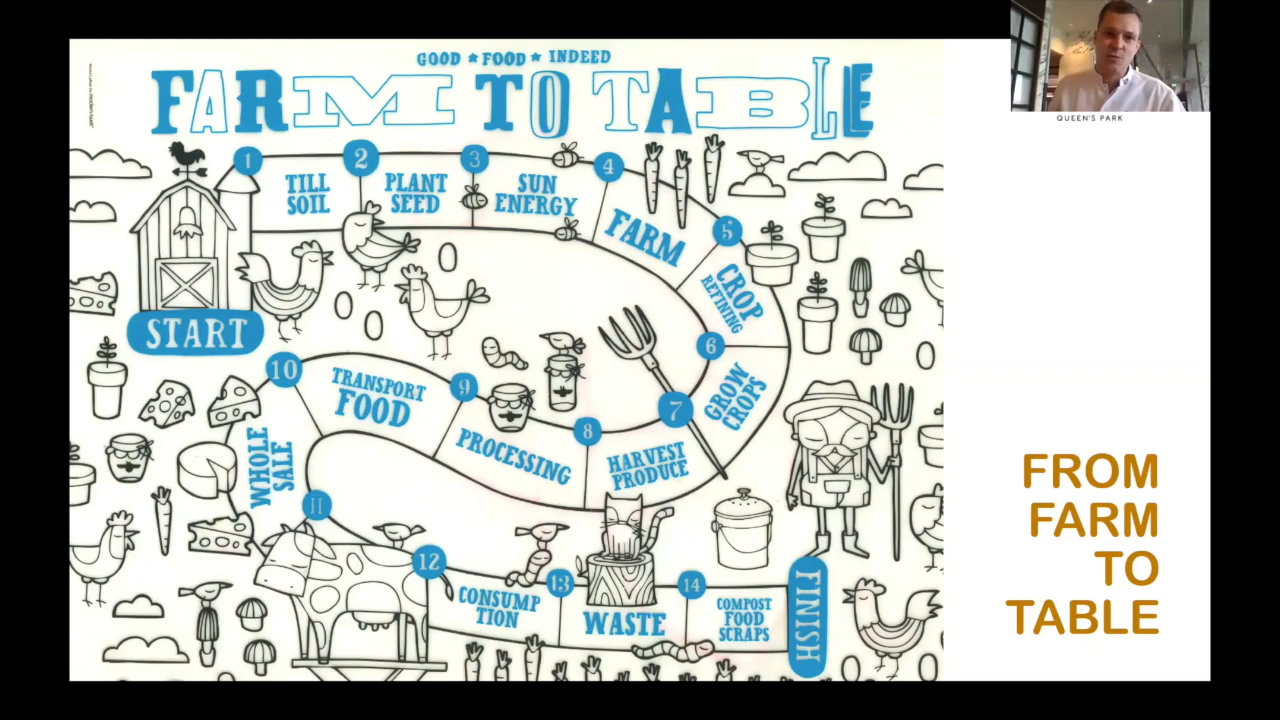 GOOD ★ FOOD ★ INDEED
FARM TO TABLE
QUEEN'S PARK
1
2
3
4
TILL
SOIL
PLANT
SEED
SUN
ENERGY
FARM
5
CROP
REFINING
6
GROW
CROPS
7
HARVEST
PRODUCE
8
PROCESSING
9
TRANSPORT
FOOD
10
WHOLE
SALE
11
START
12
CONSUMP
TION
13
WASTE
14
COMPOST
FOOD
SCRAPS
FINISH
FROM
FARM
TO
TABLE